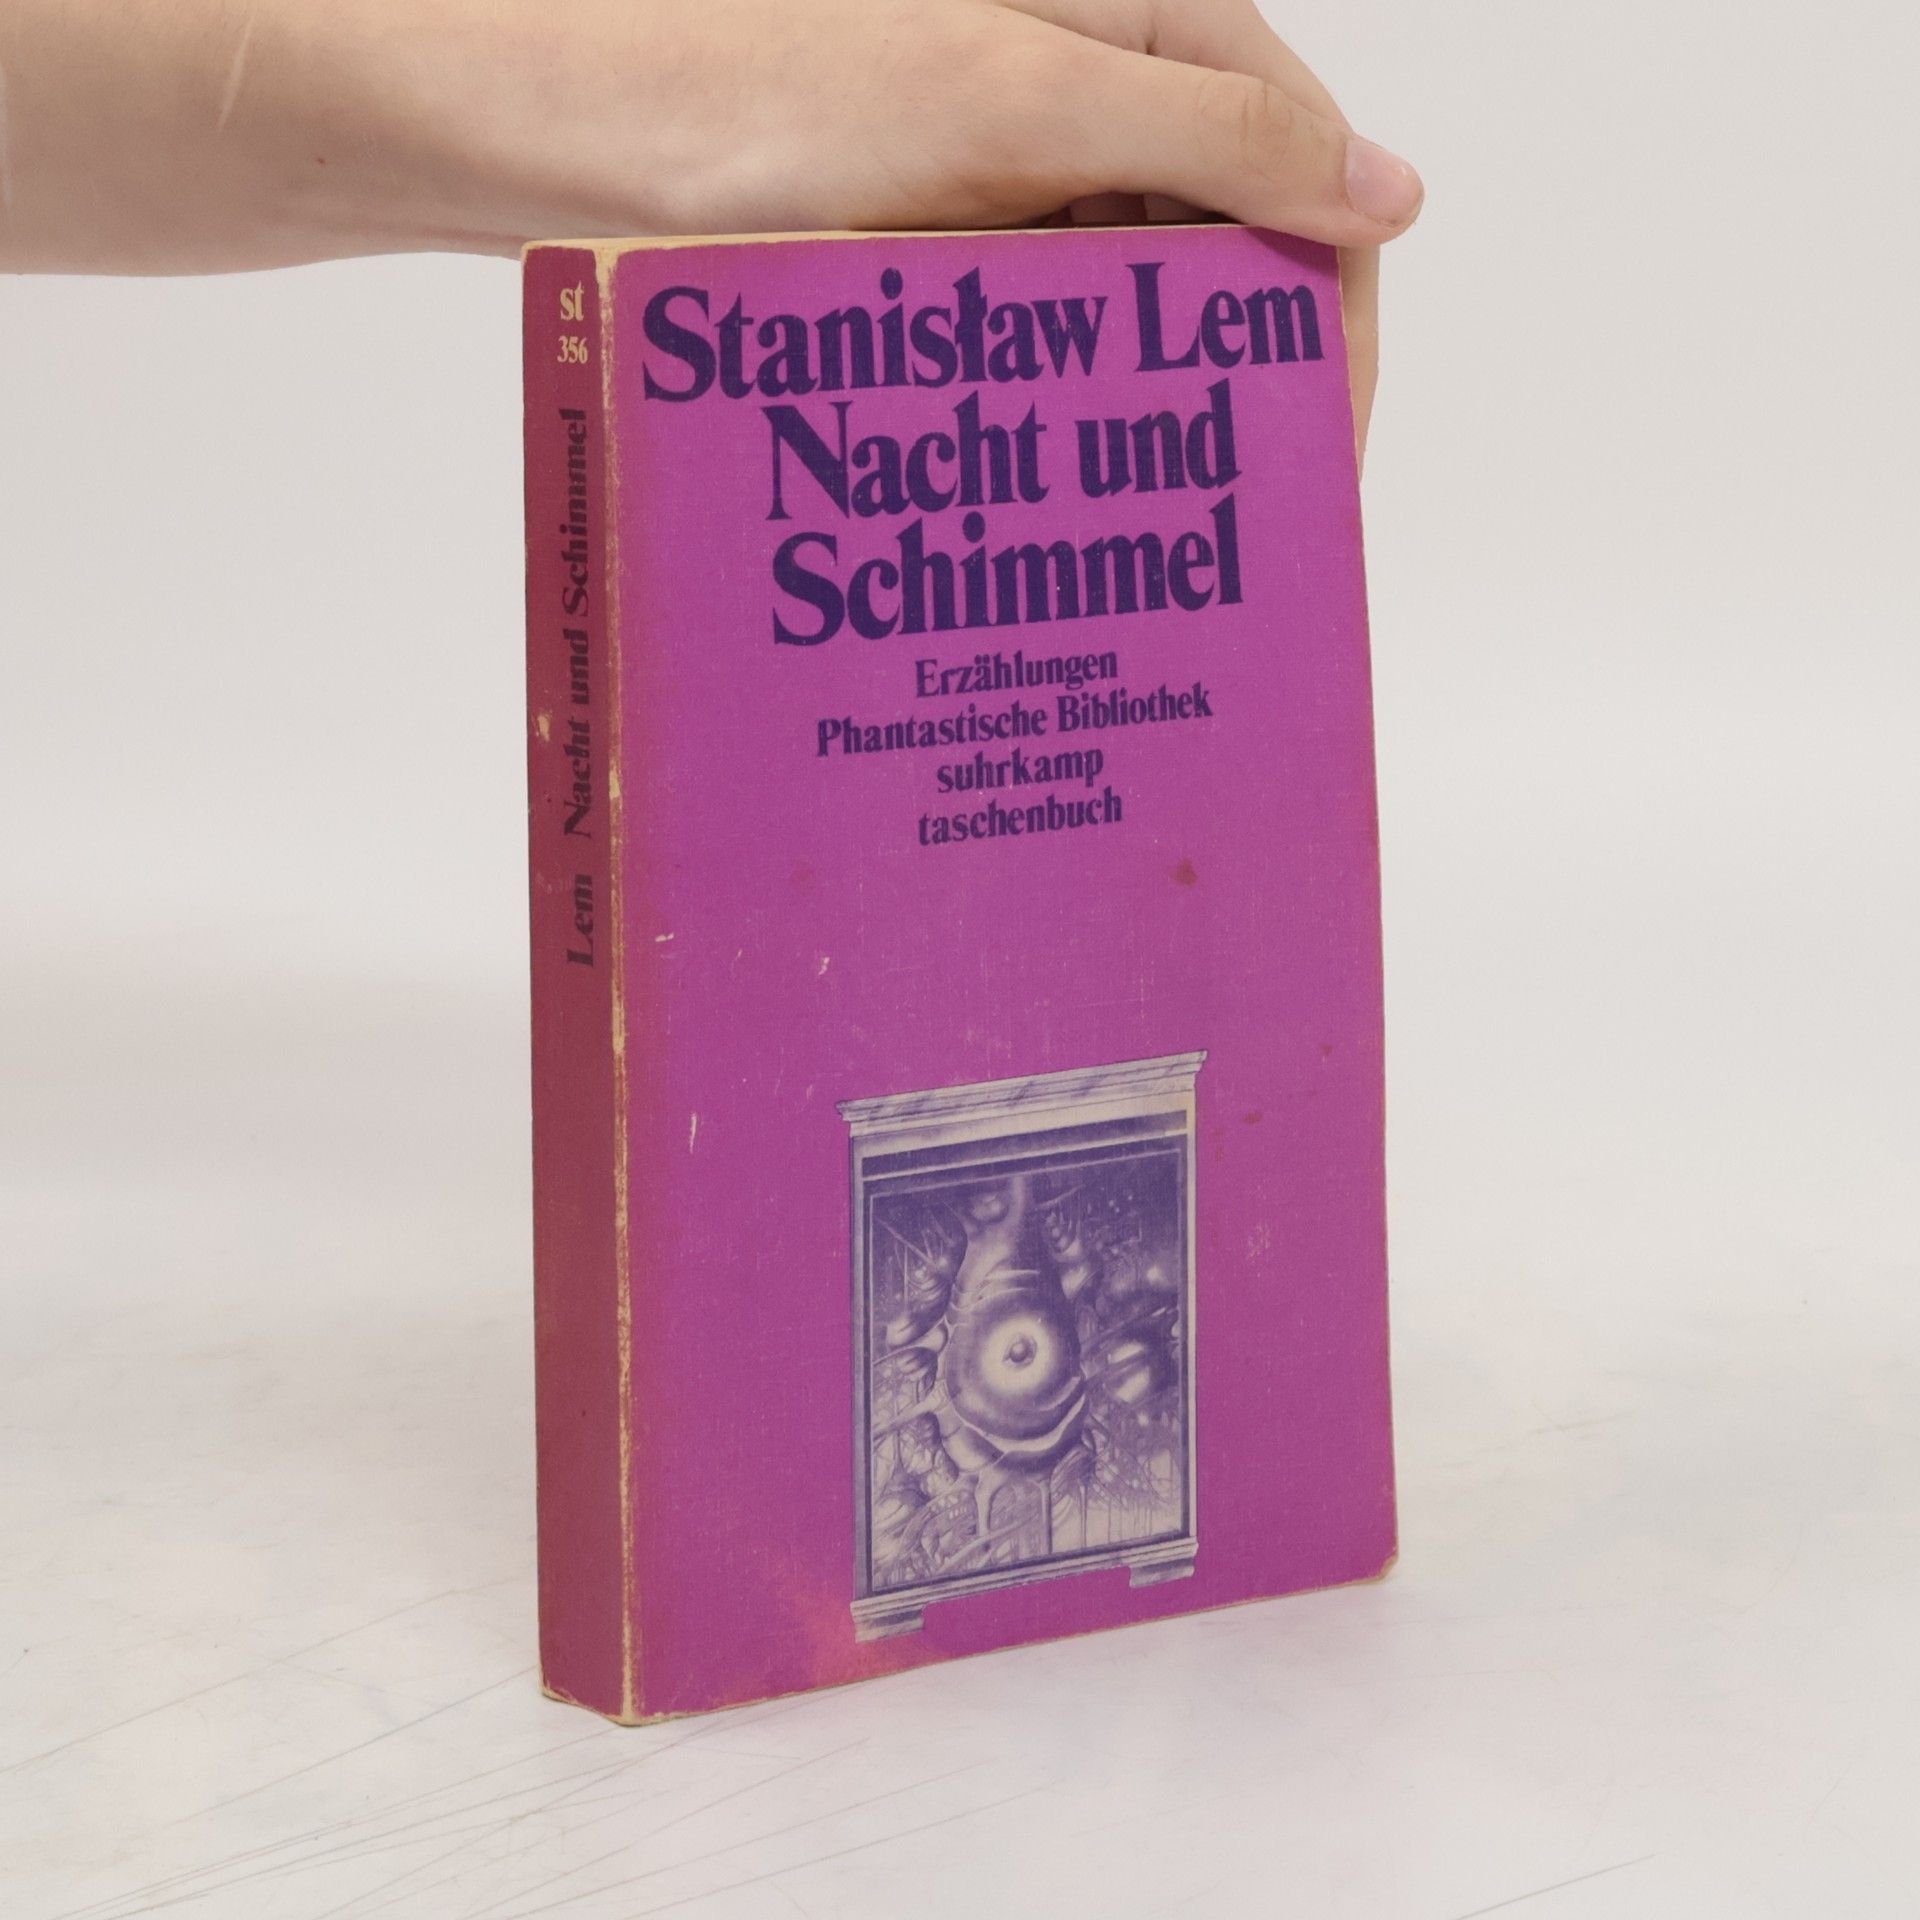 st
356
Lem Nacht und Schimmel
Stanisław Lem
Nacht und
Schimmel
Erzählungen
Phantastische Bibliothek
suhrkamp
taschenbuch